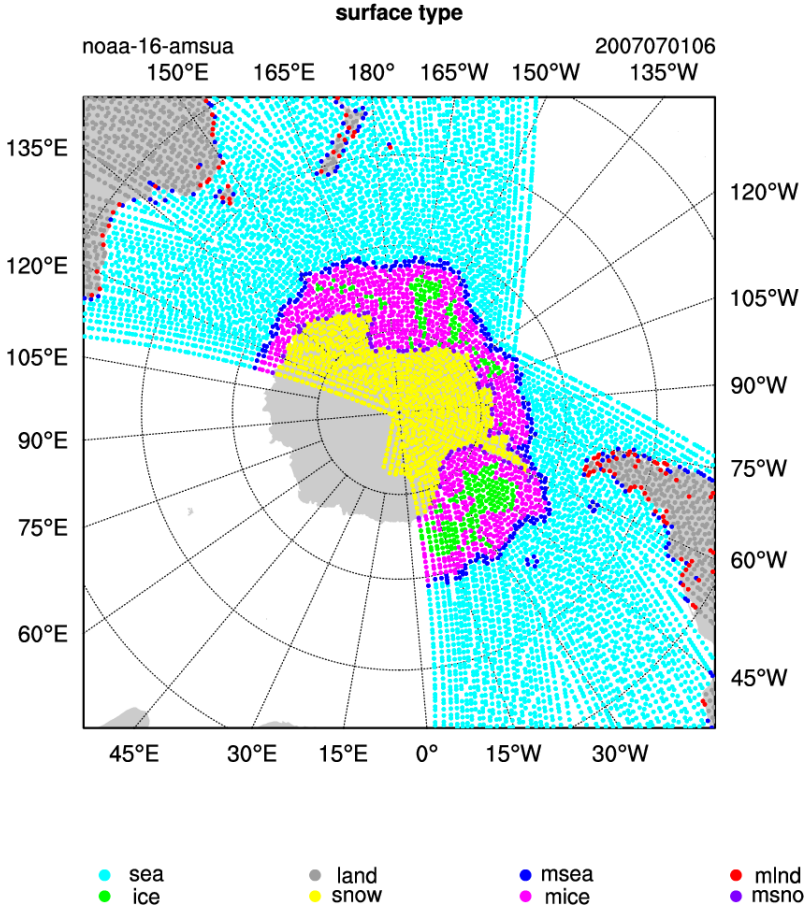 surface type
noaa-16-amsua 2007070106
150°E 165°E 180° 165°W 150°W 135°W
135°E
120°W
120°E
105°W
105°E
90°W
90°E
75°W
75°E
60°W
60°E
45°W
45°E 30°E 15°E 0° 15°W 30°W
sea land msea mlnd
ice snow mice msno